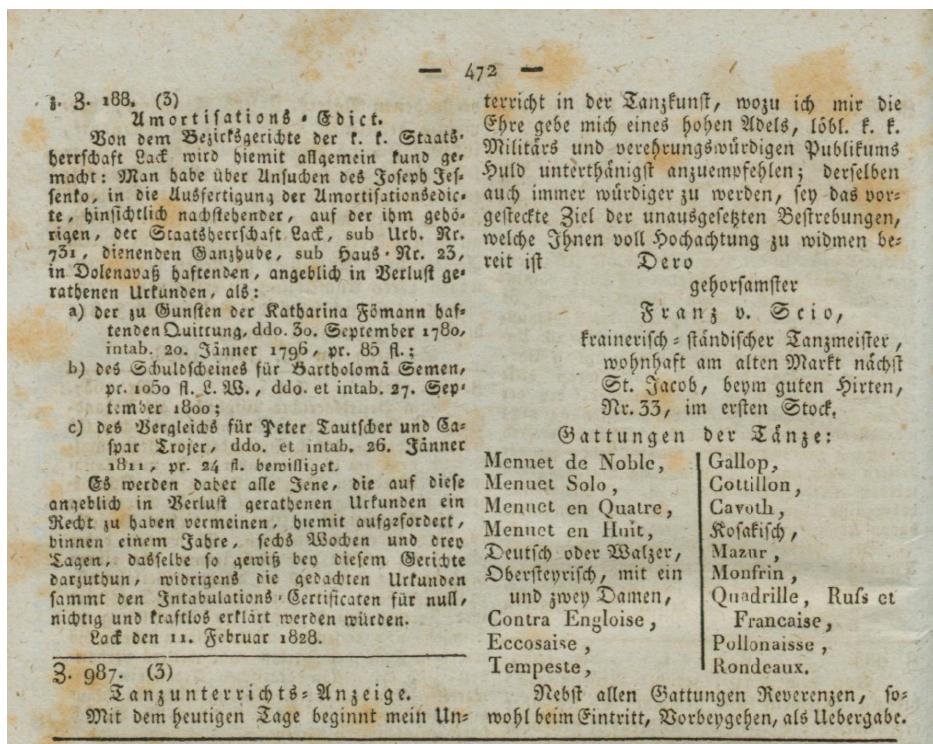 — 472 —
z. Z. 188. (3)
Amortisations-Edict.
Von dem Bezirksgerichte der k. k. Staats-
herrschaft Lack wird hiemit allgemein kund ge-
macht: Man habe über Ansuchen des Joseph Jes-
senko, in die Ausfertigung der Amortisationsedic-
te, hinsichtlich nachstehender, auf der ihm gehö-
rigen, der Staatsherrschaft Lack, sub Urb. Nr.
731, dienenden Ganzhube, sub Haus-Nr. 23,
in Dolenavaß haftenden, angeblich in Verlust ge-
rathenen Urkunden, als:
a) der zu Gunsten der Katharina Fömann haf-
tenden Quittung, ddo. 30. September 1780,
intab. 20. Jänner 1796, pr. 85 fl.;
b) des Schuldscheines für Bartholomä Semen,
pr. 1050 fl. L. W., ddo. et intab. 27. Sep-
tember 1800;
c) des Vergleichs für Peter Tautscher und Ca-
spar Trojer, ddo. et intab. 26. Jänner
1811, pr. 24 fl. bewilliget.
Es werden daher alle Jene, die auf diese
angeblich in Verlust gerathenen Urkunden ein
Recht zu haben vermeinen, hiemit aufgefordert,
binnen einem Jahre, sechs Wochen und drey
Tagen, dasselbe so gewiß bey diesem Gerichte
darzuthun, widrigens die gedachten Urkunden
sammt den Intabulations-Certificaten für null,
nichtig und kraftlos erklärt werden würden.
Lack den 11. Februar 1828.
Z. 987. (3)
Tanzunterrichts-Anzeige.
Mit dem heutigen Tage beginnt mein Un-
terricht in der Tanzkunst, wozu ich mir die
Ehre gebe mich eines hohen Adels, löbl. k. k.
Militärs und verehrungswürdigen Publikums
Huld unterthänigst anzuempfehlen; derselben
auch immer würdiger zu werden, sey das vor-
gesteckte Ziel der unausgesetzten Bestrebungen,
welche Ihnen voll Hochachtung zu widmen be-
reit ist Dero
gehorsamster
Franz v. Scio,
krainerisch-ständischer Tanzmeister,
wohnhaft am alten Markt nächst
St. Jacob, beym guten Hirten,
Nr. 33, im ersten Stock.
Gattungen der Tänze:
Menuet de Noble,
Menuet Solo,
Menuet en Quatre,
Menuet en Huit,
Deutsch oder Walzer,
Obersteyrisch, mit ein
und zwey Damen,
Contra Engloise,
Eccosaise,
Tempeste,
Gallop,
Cottillon,
Cavoth,
Kosakisch,
Mazur,
Monfrin,
Quadrille, Russ et
Francaise,
Pollonaisse,
Rondeaux.
Nebst allen Gattungen Reverenzen, so-
wohl beim Eintritt, Vorbeygehen, als Uebergabe.